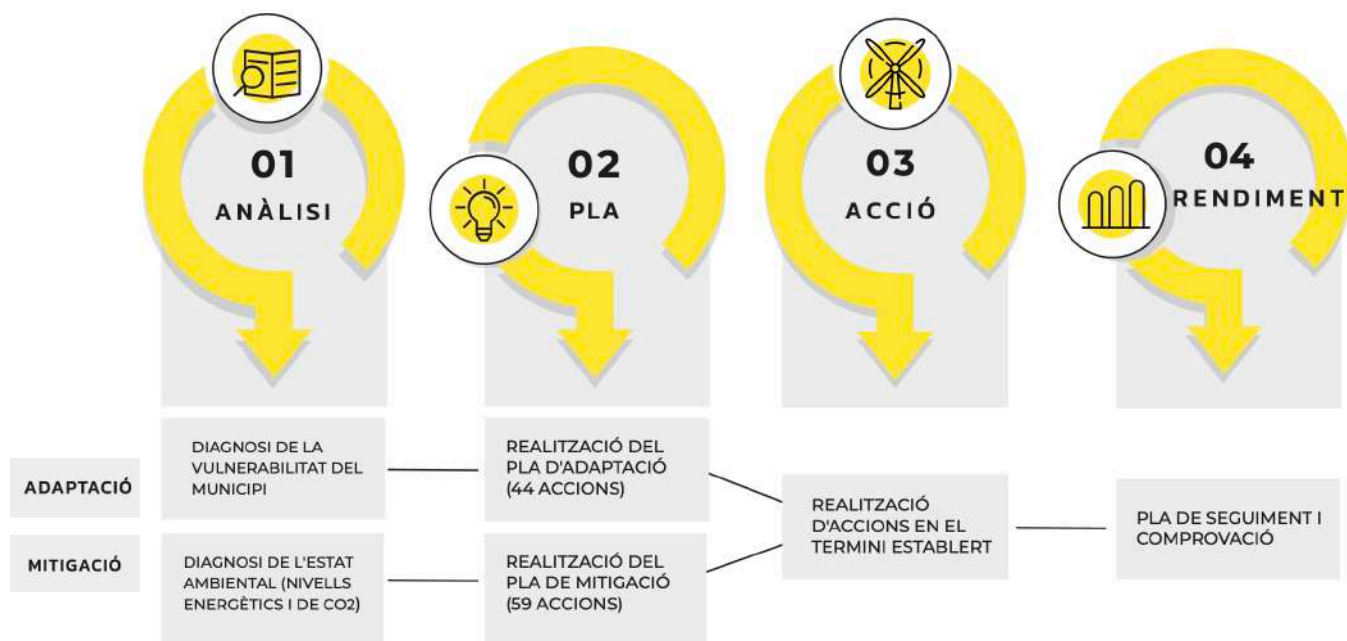 01
ANÀLISI
02
PLA
03
ACCIÓ
04
RENDIMENT
ADAPTACIÓ
DIAGNOSI DE LA
VULNERABILITAT DEL
MUNICIPI
REALITZACIÓ DEL
PLA D'ADAPTACIÓ
(44 ACCIONS)
MITIGACIÓ
DIAGNOSI DE L'ESTAT
AMBIENTAL (NIVELLS
ENERGÈTICS I DE CO2)
REALITZACIÓ DEL
PLA DE MITIGACIÓ
(59 ACCIONS)
REALITZACIÓ
D'ACCIONS EN EL
TERMINI ESTABLERT
PLA DE SEGUIMENT I
COMPROVACIÓ